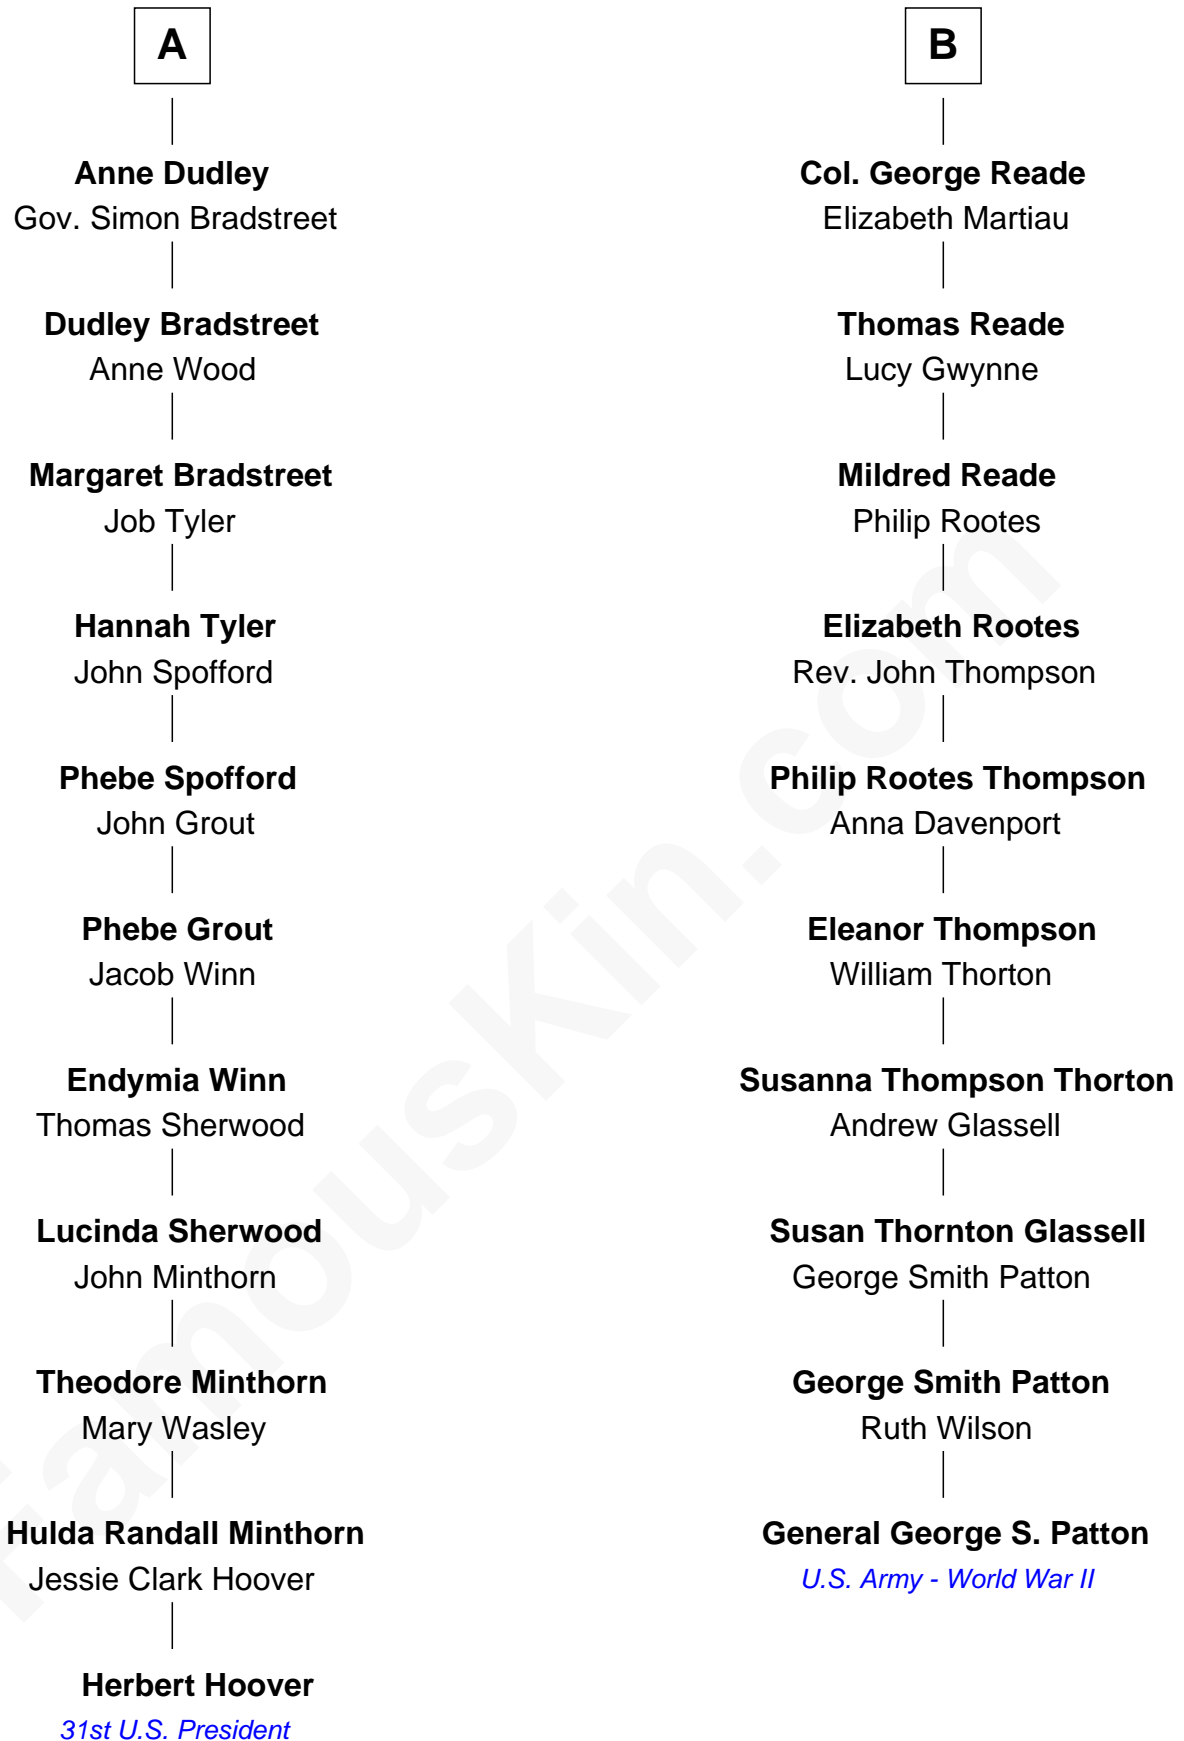 A
Anne Dudley
Gov. Simon Bradstreet
Dudley Bradstreet
Anne Wood
Margaret Bradstreet
Job Tyler
Hannah Tyler
John Spofford
Phebe Spofford
John Grout
Phebe Grout
Jacob Winn
Endymia Winn
Thomas Sherwood
Lucinda Sherwood
John Minthorn
Theodore Minthorn
Mary Wasley
Hulda Randall Minthorn
Jessie Clark Hoover
Herbert Hoover
31st U.S. President
B
Col. George Reade
Elizabeth Martiau
Thomas Reade
Lucy Gwynne
Mildred Reade
Philip Rootes
Elizabeth Rootes
Rev. John Thompson
Philip Rootes Thompson
Anna Davenport
Eleanor Thompson
William Thorton
Susanna Thompson Thorton
Andrew Glassell
Susan Thornton Glassell
George Smith Patton
George Smith Patton
Ruth Wilson
General George S. Patton
U.S. Army - World War II
famouskin.com